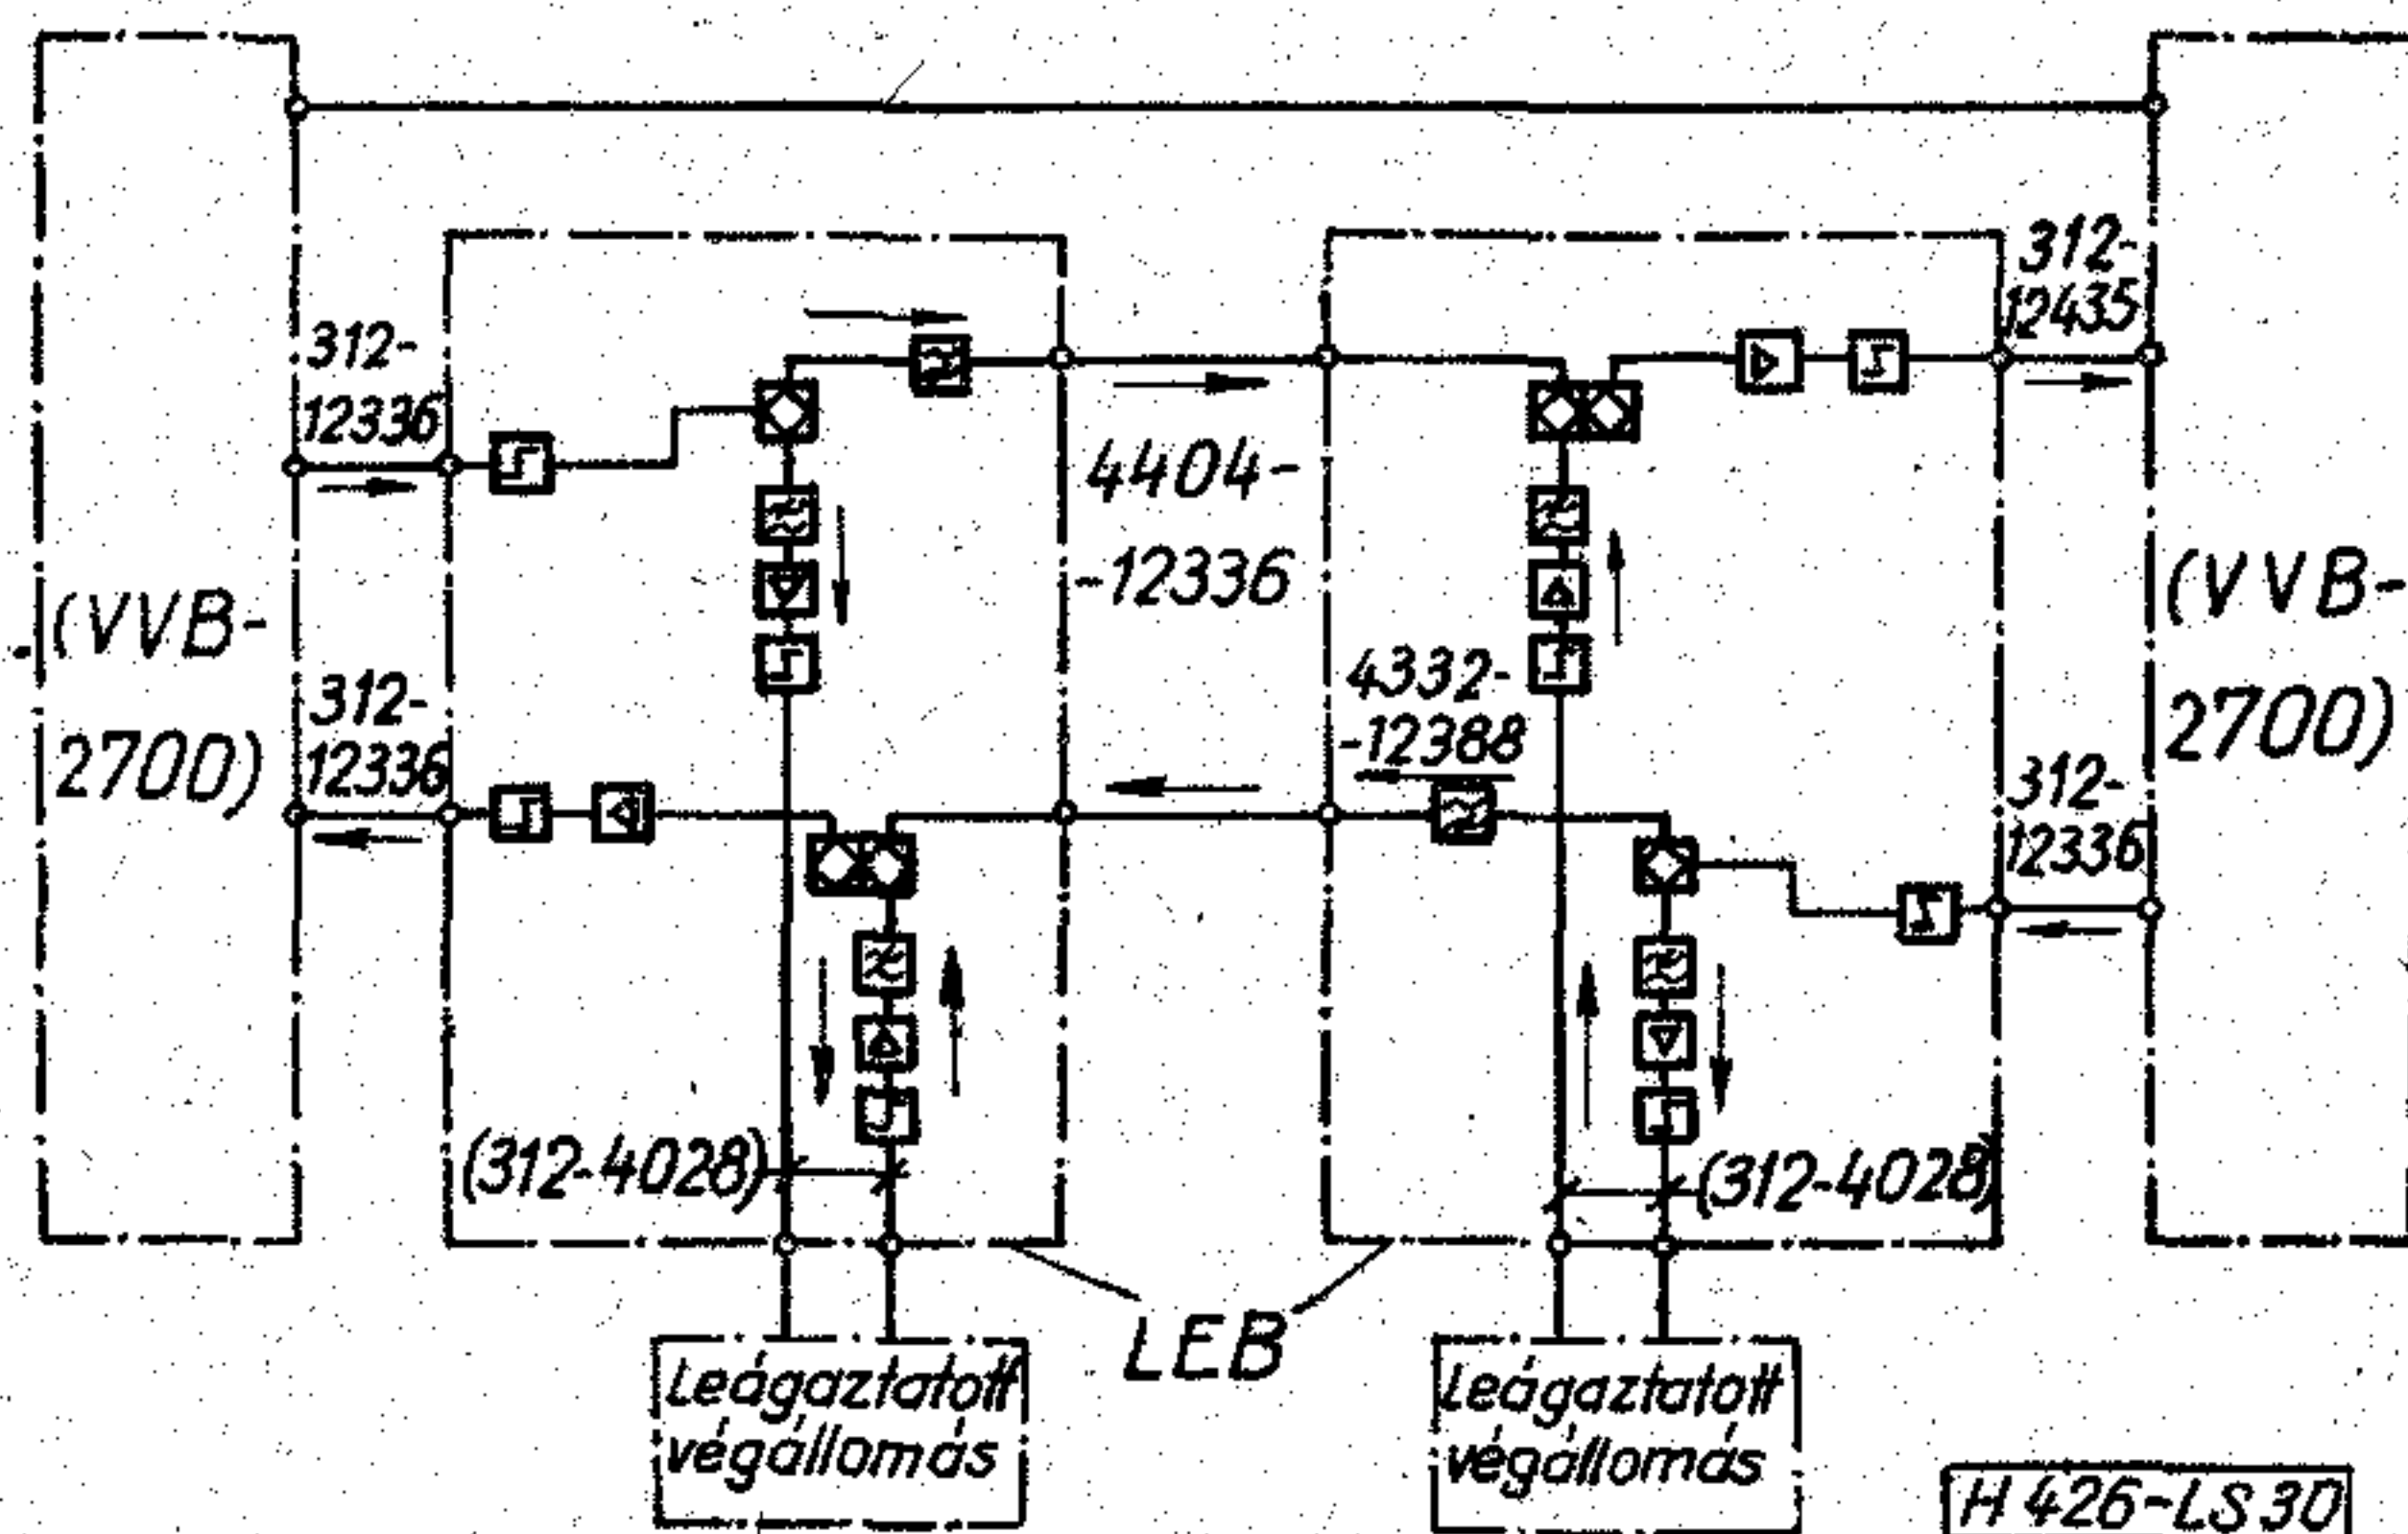 312-
12435
312-
12336
4404-
-12336
(VVB-
2700)
(VVB-
2700)
4332-
-12388
312-
12336
312-
12336
(312-4028)
(312-4028)
LEB
Leágaztatott
végállomás
Leágaztatott
végállomás
H 426-LS 30